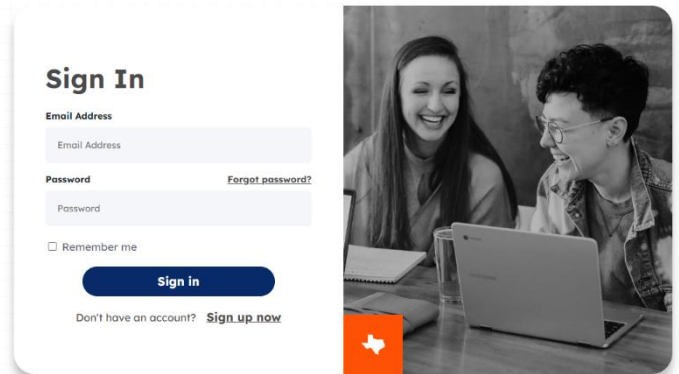 Sign In
Email Address
Email Address
Password Forgot password?
Password
Remember me
Sign in
Don't have an account? Sign up now